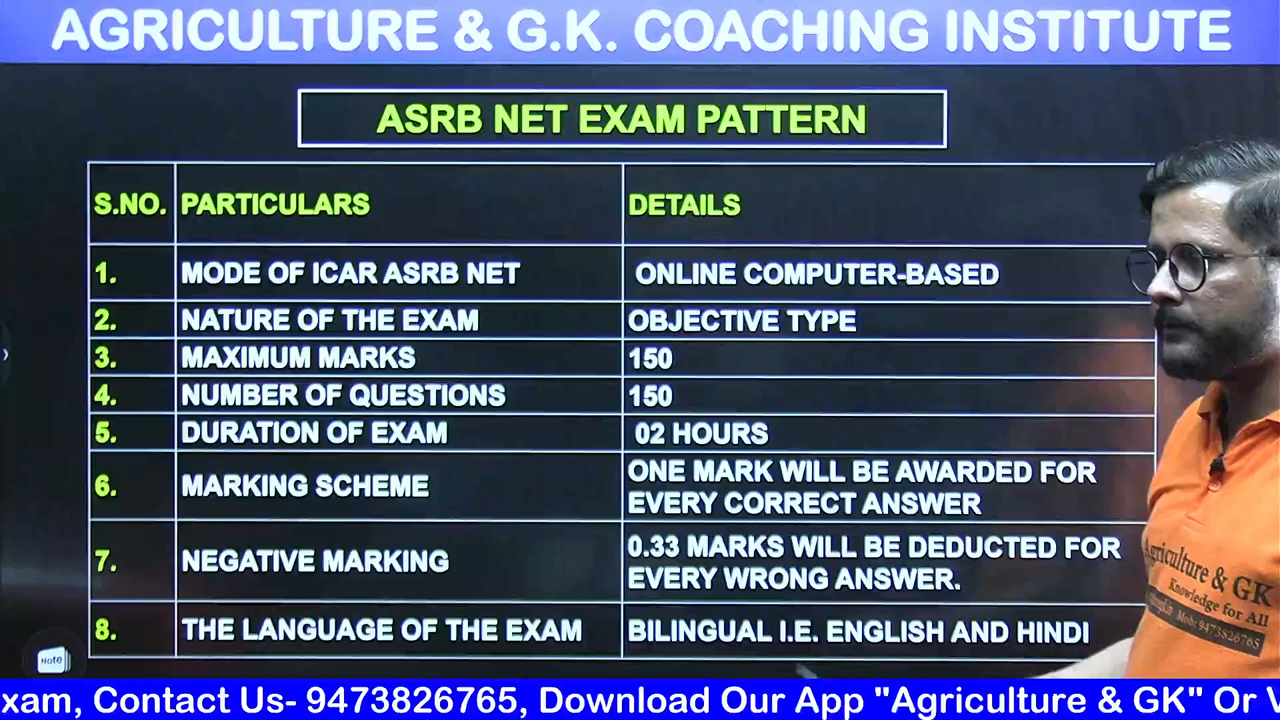 AGRICULTURE & G.K. COACHING INSTITUTE
ASRB NET EXAM PATTERN
S.NO. PARTICULARS DETAILS
1. MODE OF ICAR ASRB NET ONLINE COMPUTER-BASED
2. NATURE OF THE EXAM OBJECTIVE TYPE
3. MAXIMUM MARKS 150
4. NUMBER OF QUESTIONS 150
5. DURATION OF EXAM 02 HOURS
6. MARKING SCHEME ONE MARK WILL BE AWARDED FOR
EVERY CORRECT ANSWER
7. NEGATIVE MARKING 0.33 MARKS WILL BE DEDUCTED FOR
EVERY WRONG ANSWER.
8. THE LANGUAGE OF THE EXAM BILINGUAL I.E. ENGLISH AND HINDI
Agriculture & GK
Knowledge for All
Mob: 9473826765
Note
xam, Contact Us- 9473826765, Download Our App "Agriculture & GK" Or V